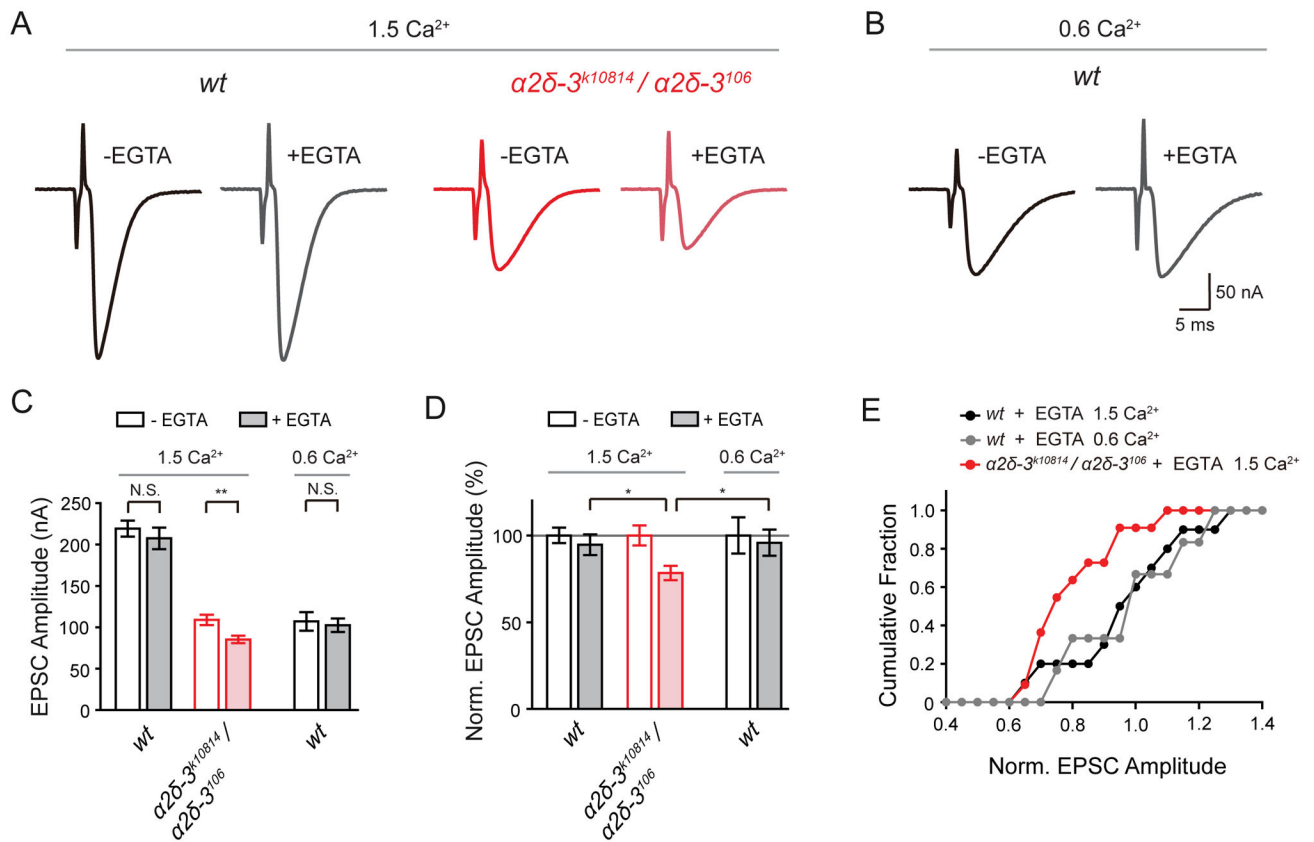 A
1.5 Ca²⁺
wt
α2δ-3ᵏ¹⁰⁸¹⁴ / α2δ-3¹⁰⁶
-EGTA
+EGTA
-EGTA
+EGTA
B
0.6 Ca²⁺
wt
-EGTA
+EGTA
50 nA
5 ms
C
- EGTA
+ EGTA
1.5 Ca²⁺
0.6 Ca²⁺
N.S.
**
N.S.
EPSC Amplitude (nA)
250
200
150
100
50
0
wt
α2δ-3ᵏ¹⁰⁸¹⁴ /
α2δ-3¹⁰⁶
wt
D
- EGTA
+ EGTA
1.5 Ca²⁺
0.6 Ca²⁺
*
*
Norm. EPSC Amplitude (%)
100
50
0
wt
α2δ-3ᵏ¹⁰⁸¹⁴ /
α2δ-3¹⁰⁶
wt
E
wt + EGTA 1.5 Ca²⁺
wt + EGTA 0.6 Ca²⁺
α2δ-3ᵏ¹⁰⁸¹⁴ / α2δ-3¹⁰⁶ + EGTA 1.5 Ca²⁺
Cumulative Fraction
1.0
0.8
0.6
0.4
0.2
0
0.4
0.6
0.8
1.0
1.2
1.4
Norm. EPSC Amplitude